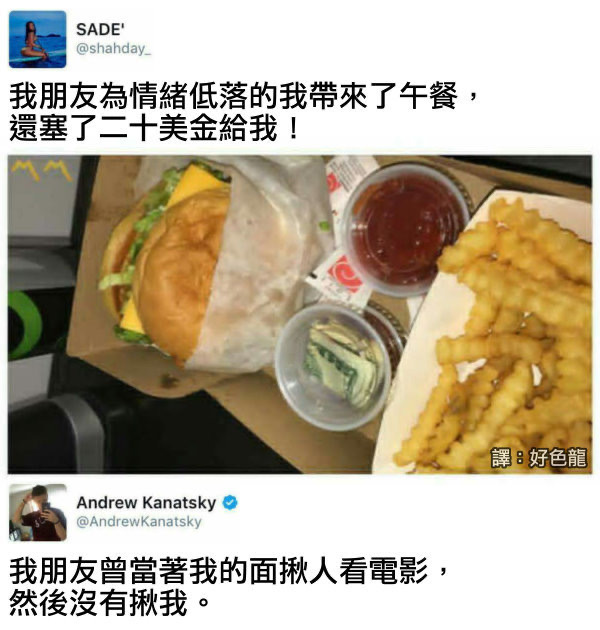 SADE'
@shahday_
我朋友為情緒低落的我帶來了午餐，
還塞了二十美金給我！
譯：好色龍
Andrew Kanatsky
@AndrewKanatsky
我朋友曾當著我的面揪人看電影，
然後沒有揪我。